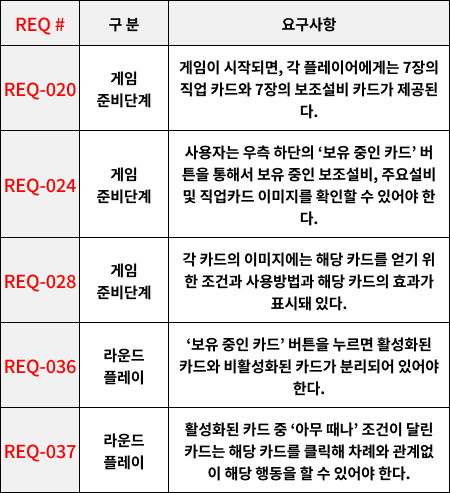 REQ #
구 분
요구사항
REQ-020
게임
준비단계
게임이 시작되면, 각 플레이어에게는 7장의
직업 카드와 7장의 보조설비 카드가 제공된
다.
REQ-024
게임
준비단계
사용자는 우측 하단의 ‘보유 중인 카드’ 버
튼을 통해서 보유 중인 보조설비, 주요설비
및 직업카드 이미지를 확인할 수 있어야 한
다.
REQ-028
게임
준비단계
각 카드의 이미지에는 해당 카드를 얻기 위
한 조건과 사용방법과 해당 카드의 효과가
표시돼 있다.
REQ-036
라운드
플레이
‘보유 중인 카드’ 버튼을 누르면 활성화된
카드와 비활성화된 카드가 분리되어 있어야
한다.
REQ-037
라운드
플레이
활성화된 카드 중 ‘아무 때나’ 조건이 달린
카드는 해당 카드를 클릭해 차례와 관계없
이 해당 행동을 할 수 있어야 한다.